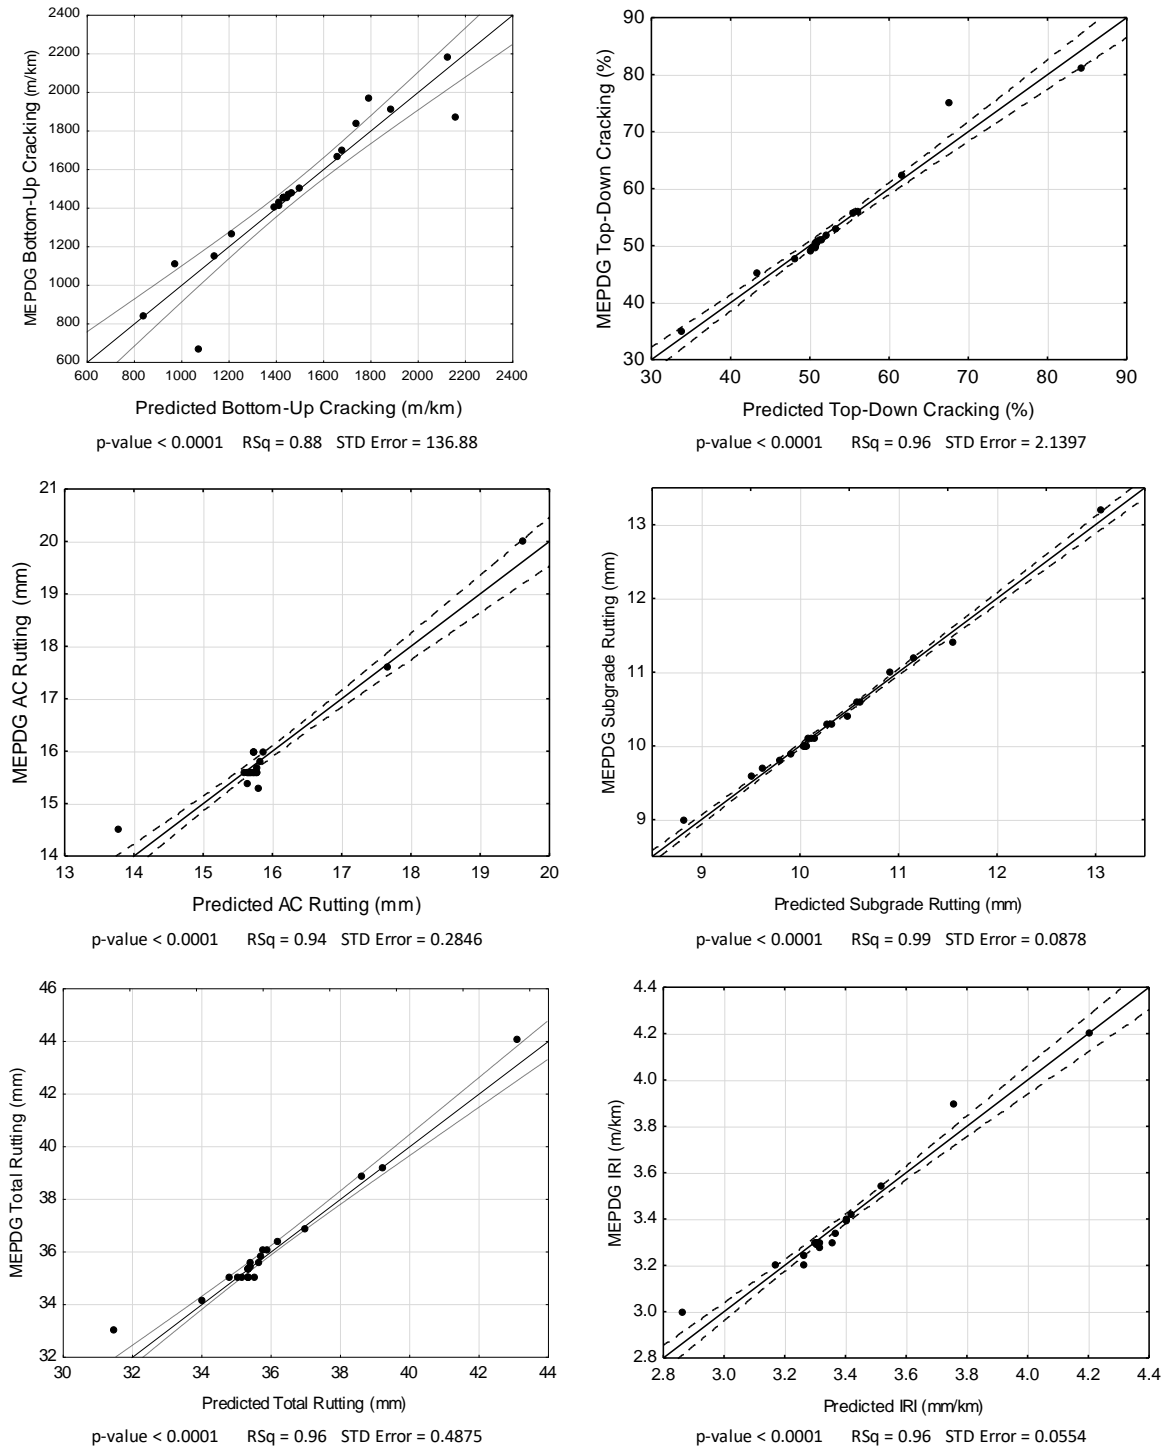 2400
2200
2000
1800
1600
1400
1200
1000
800
600
MEPDG Bottom-Up Cracking (m/km)
600 800 1000 1200 1400 1600 1800 2000 2200 2400
Predicted Bottom-Up Cracking (m/km)
p-value < 0.0001 RSq = 0.88 STD Error = 136.88
90
80
70
60
50
40
30
MEPDG Top-Down Cracking (%)
30 40 50 60 70 80 90
Predicted Top-Down Cracking (%)
p-value < 0.0001 RSq = 0.96 STD Error = 2.1397
21
20
19
18
17
16
15
14
MEPDG AC Rutting (mm)
13 14 15 16 17 18 19 20
Predicted AC Rutting (mm)
p-value < 0.0001 RSq = 0.94 STD Error = 0.2846
13
12
11
10
9
MEPDG Subgrade Rutting (mm)
9 10 11 12 13
Predicted Subgrade Rutting (mm)
p-value < 0.0001 RSq = 0.99 STD Error = 0.0878
46
44
42
40
38
36
34
32
MEPDG Total Rutting (mm)
30 32 34 36 38 40 42 44
Predicted Total Rutting (mm)
p-value < 0.0001 RSq = 0.96 STD Error = 0.4875
4.4
4.2
4.0
3.8
3.6
3.4
3.2
3.0
2.8
MEPDG IRI (m/km)
2.8 3.0 3.2 3.4 3.6 3.8 4.0 4.2 4.4
Predicted IRI (mm/km)
p-value < 0.0001 RSq = 0.96 STD Error = 0.0554